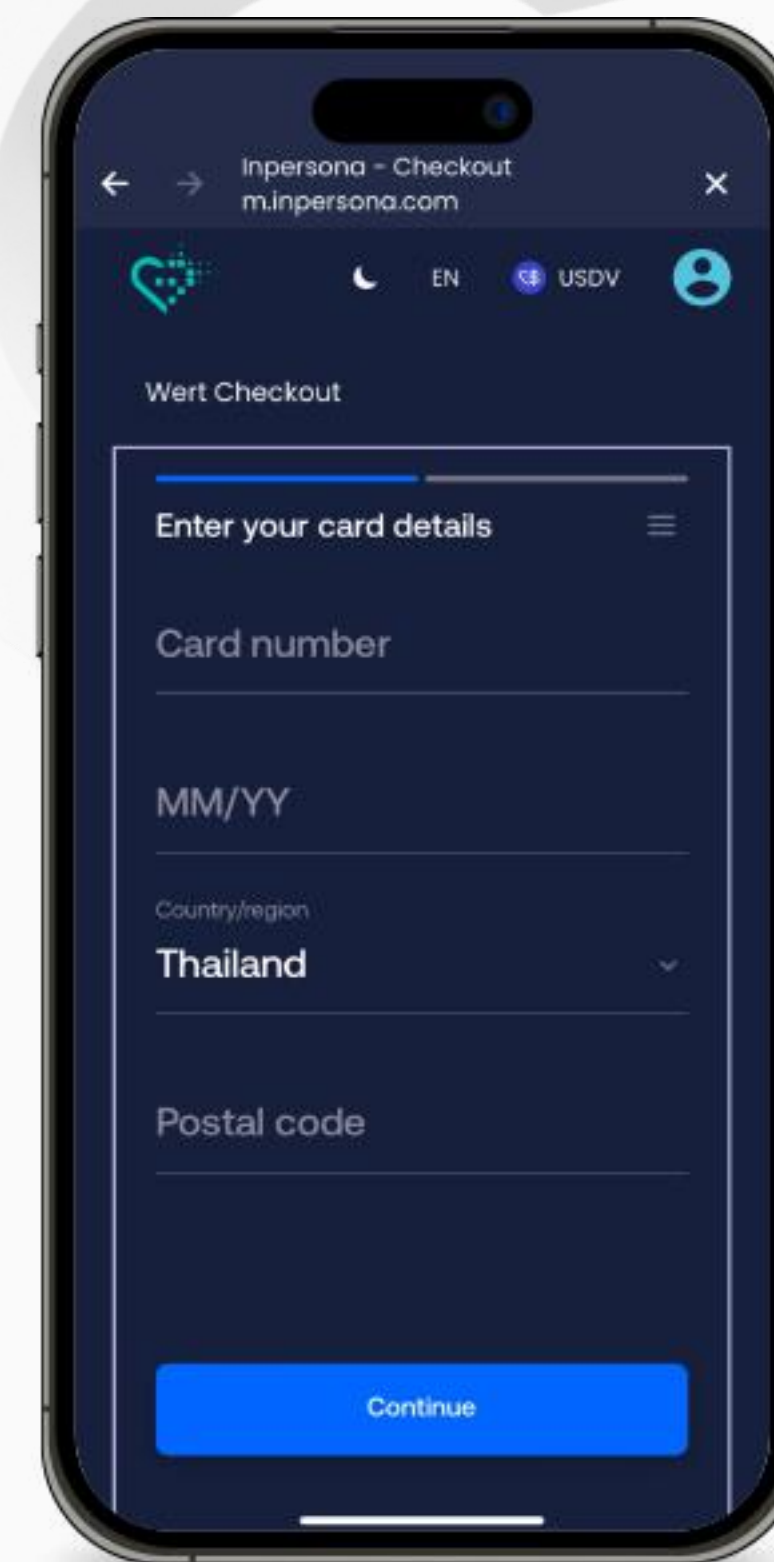 Inpersona - Checkout
m.inpersona.com
EN USDV
Wert Checkout
Enter your card details
Card number
MM/YY
Country/region
Thailand
Postal code
Continue